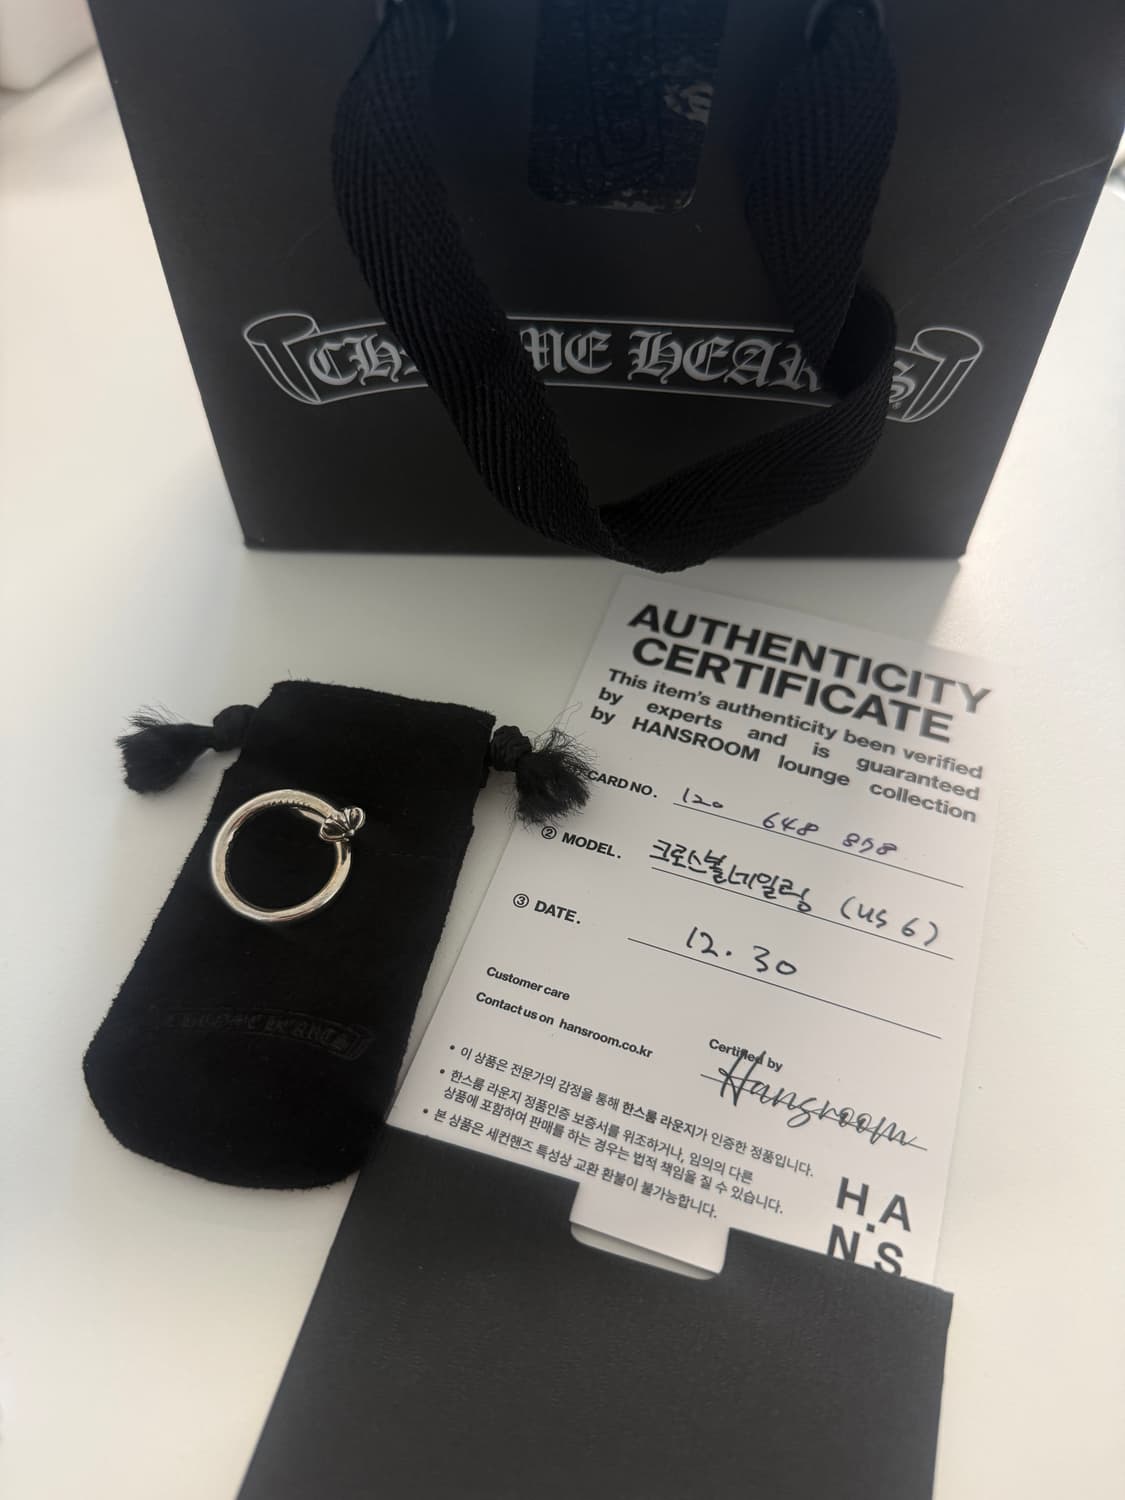 CHROME HEARTS
AUTHENTICITY
CERTIFICATE
This item's authenticity been verified
by experts and is guaranteed
by HANSROOM lounge collection
CARD NO. 120 648 898
② MODEL. 크로스볼네일링 (US 6)
③ DATE. 12.30
Customer care
Contact us on hansroom.co.kr
Certified by
Hansroom
• 이 상품은 전문가의 감정을 통해 한스룸 라운지가 인증한 정품입니다.
• 한스룸 라운지 정품인증 보증서를 위조하거나, 임의의 다른
상품에 포함하여 판매를 하는 경우는 법적 책임을 질 수 있습니다.
• 본 상품은 세컨핸즈 특성상 교환 환불이 불가능합니다.
H.A
N.S